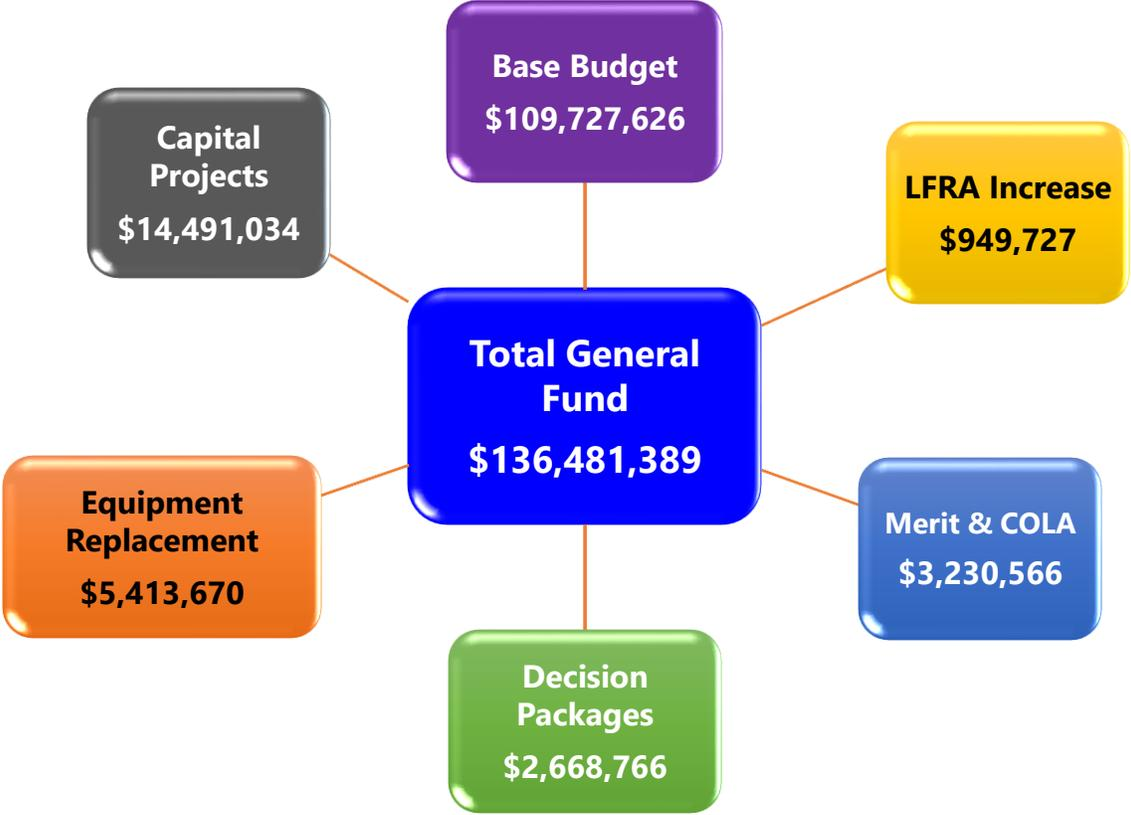 Base Budget
$109,727,626
Capital
Projects
$14,491,034
LFRA Increase
$949,727
Total General
Fund
$136,481,389
Equipment
Replacement
$5,413,670
Merit & COLA
$3,230,566
Decision
Packages
$2,668,766